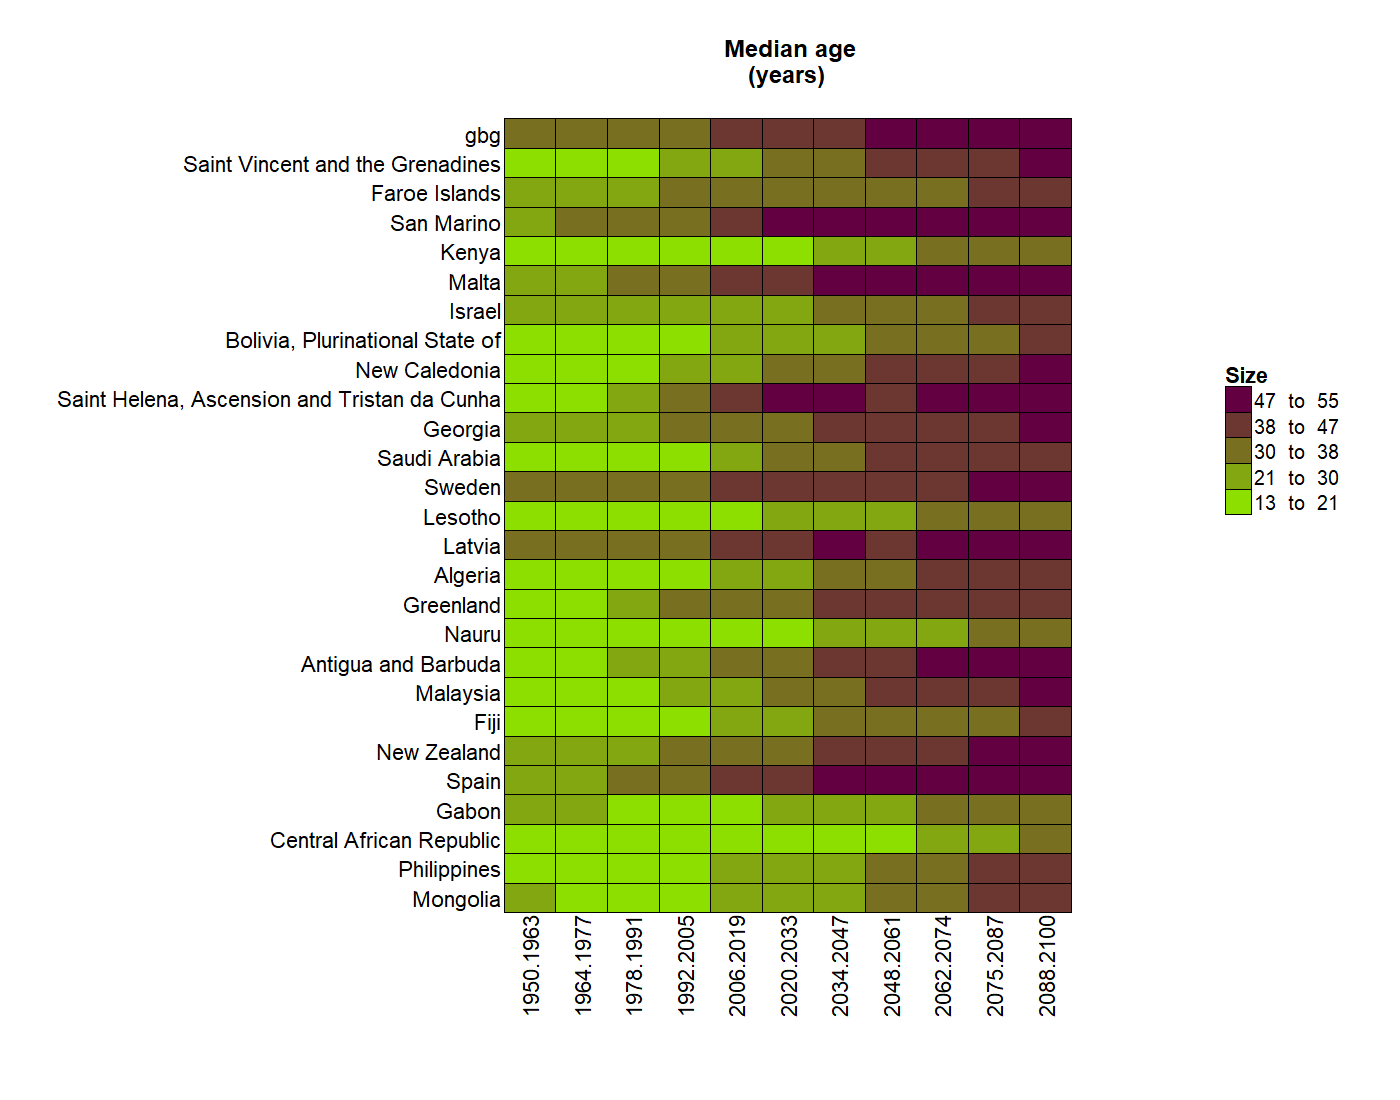 Median age
(years)
gbg
Saint Vincent and the Grenadines
Faroe Islands
San Marino
Kenya
Malta
Israel
Bolivia, Plurinational State of
New Caledonia
Saint Helena, Ascension and Tristan da Cunha
Georgia
Saudi Arabia
Sweden
Lesotho
Latvia
Algeria
Greenland
Nauru
Antigua and Barbuda
Malaysia
Fiji
New Zealand
Spain
Gabon
Central African Republic
Philippines
Mongolia
1950.1963
1964.1977
1978.1991
1992.2005
2006.2019
2020.2033
2034.2047
2048.2061
2062.2074
2075.2087
2088.2100
Size
47 to 55
38 to 47
30 to 38
21 to 30
13 to 21